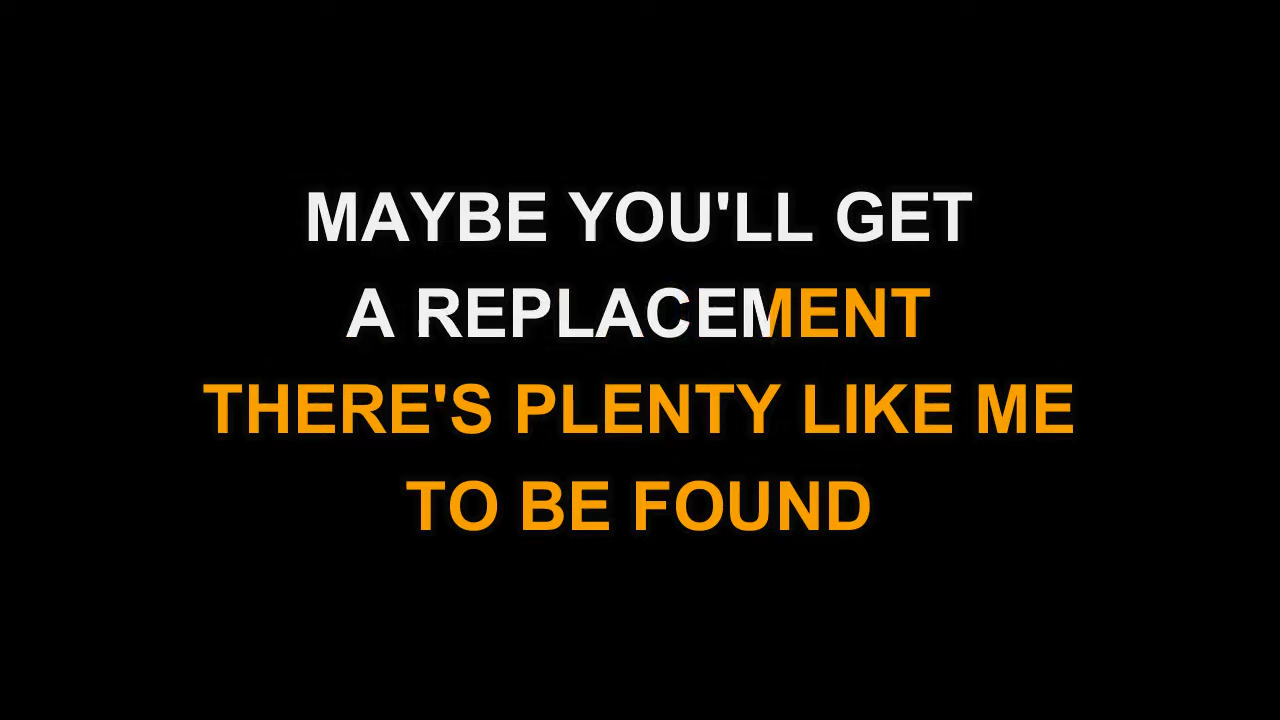 MAYBE YOU'LL GET
A REPLACEMENT
THERE'S PLENTY LIKE ME
TO BE FOUND